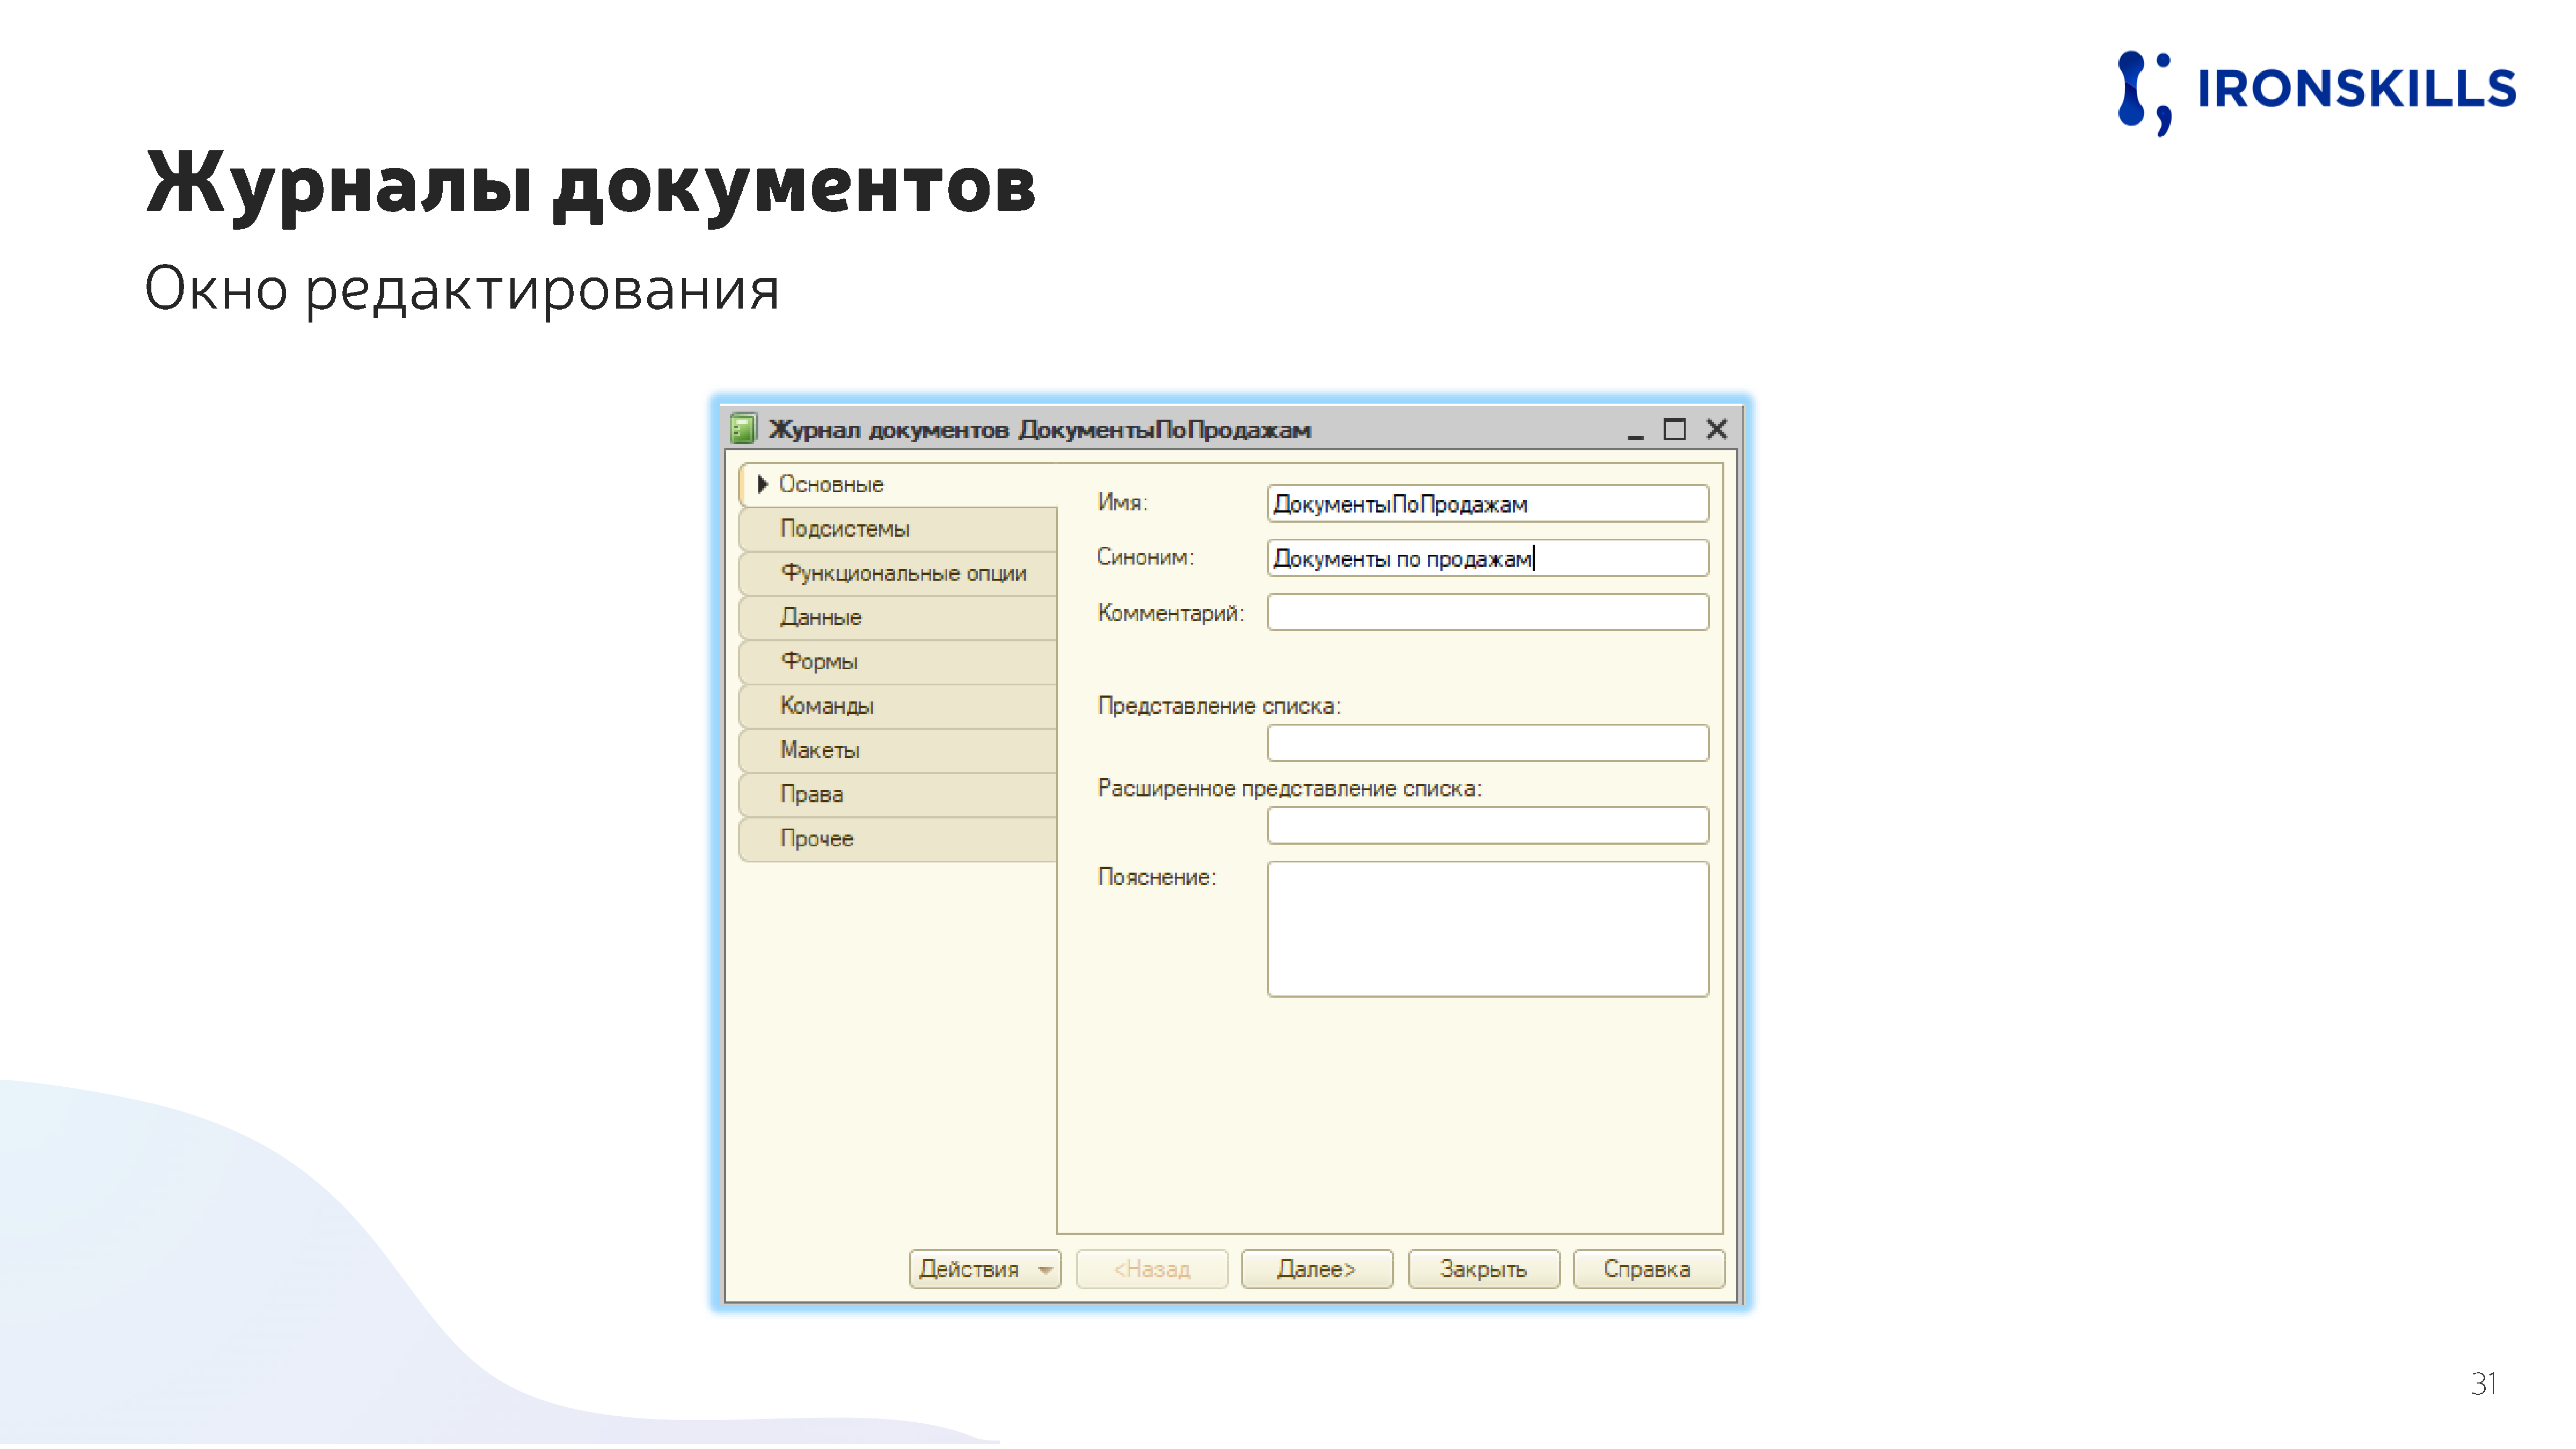 IRONSKILLS
Журналы документов
Окно редактирования
Журнал документов ДокументыПоПродажам
Основные
Подсистемы
Функциональные опции
Данные
Формы
Команды
Макеты
Права
Прочее
Имя: ДокументыПоПродажам
Синоним: Документы по продажам
Комментарий:
Представление списка:
Расширенное представление списка:
Пояснение:
Действия <Назад Далее> Закрыть Справка
31